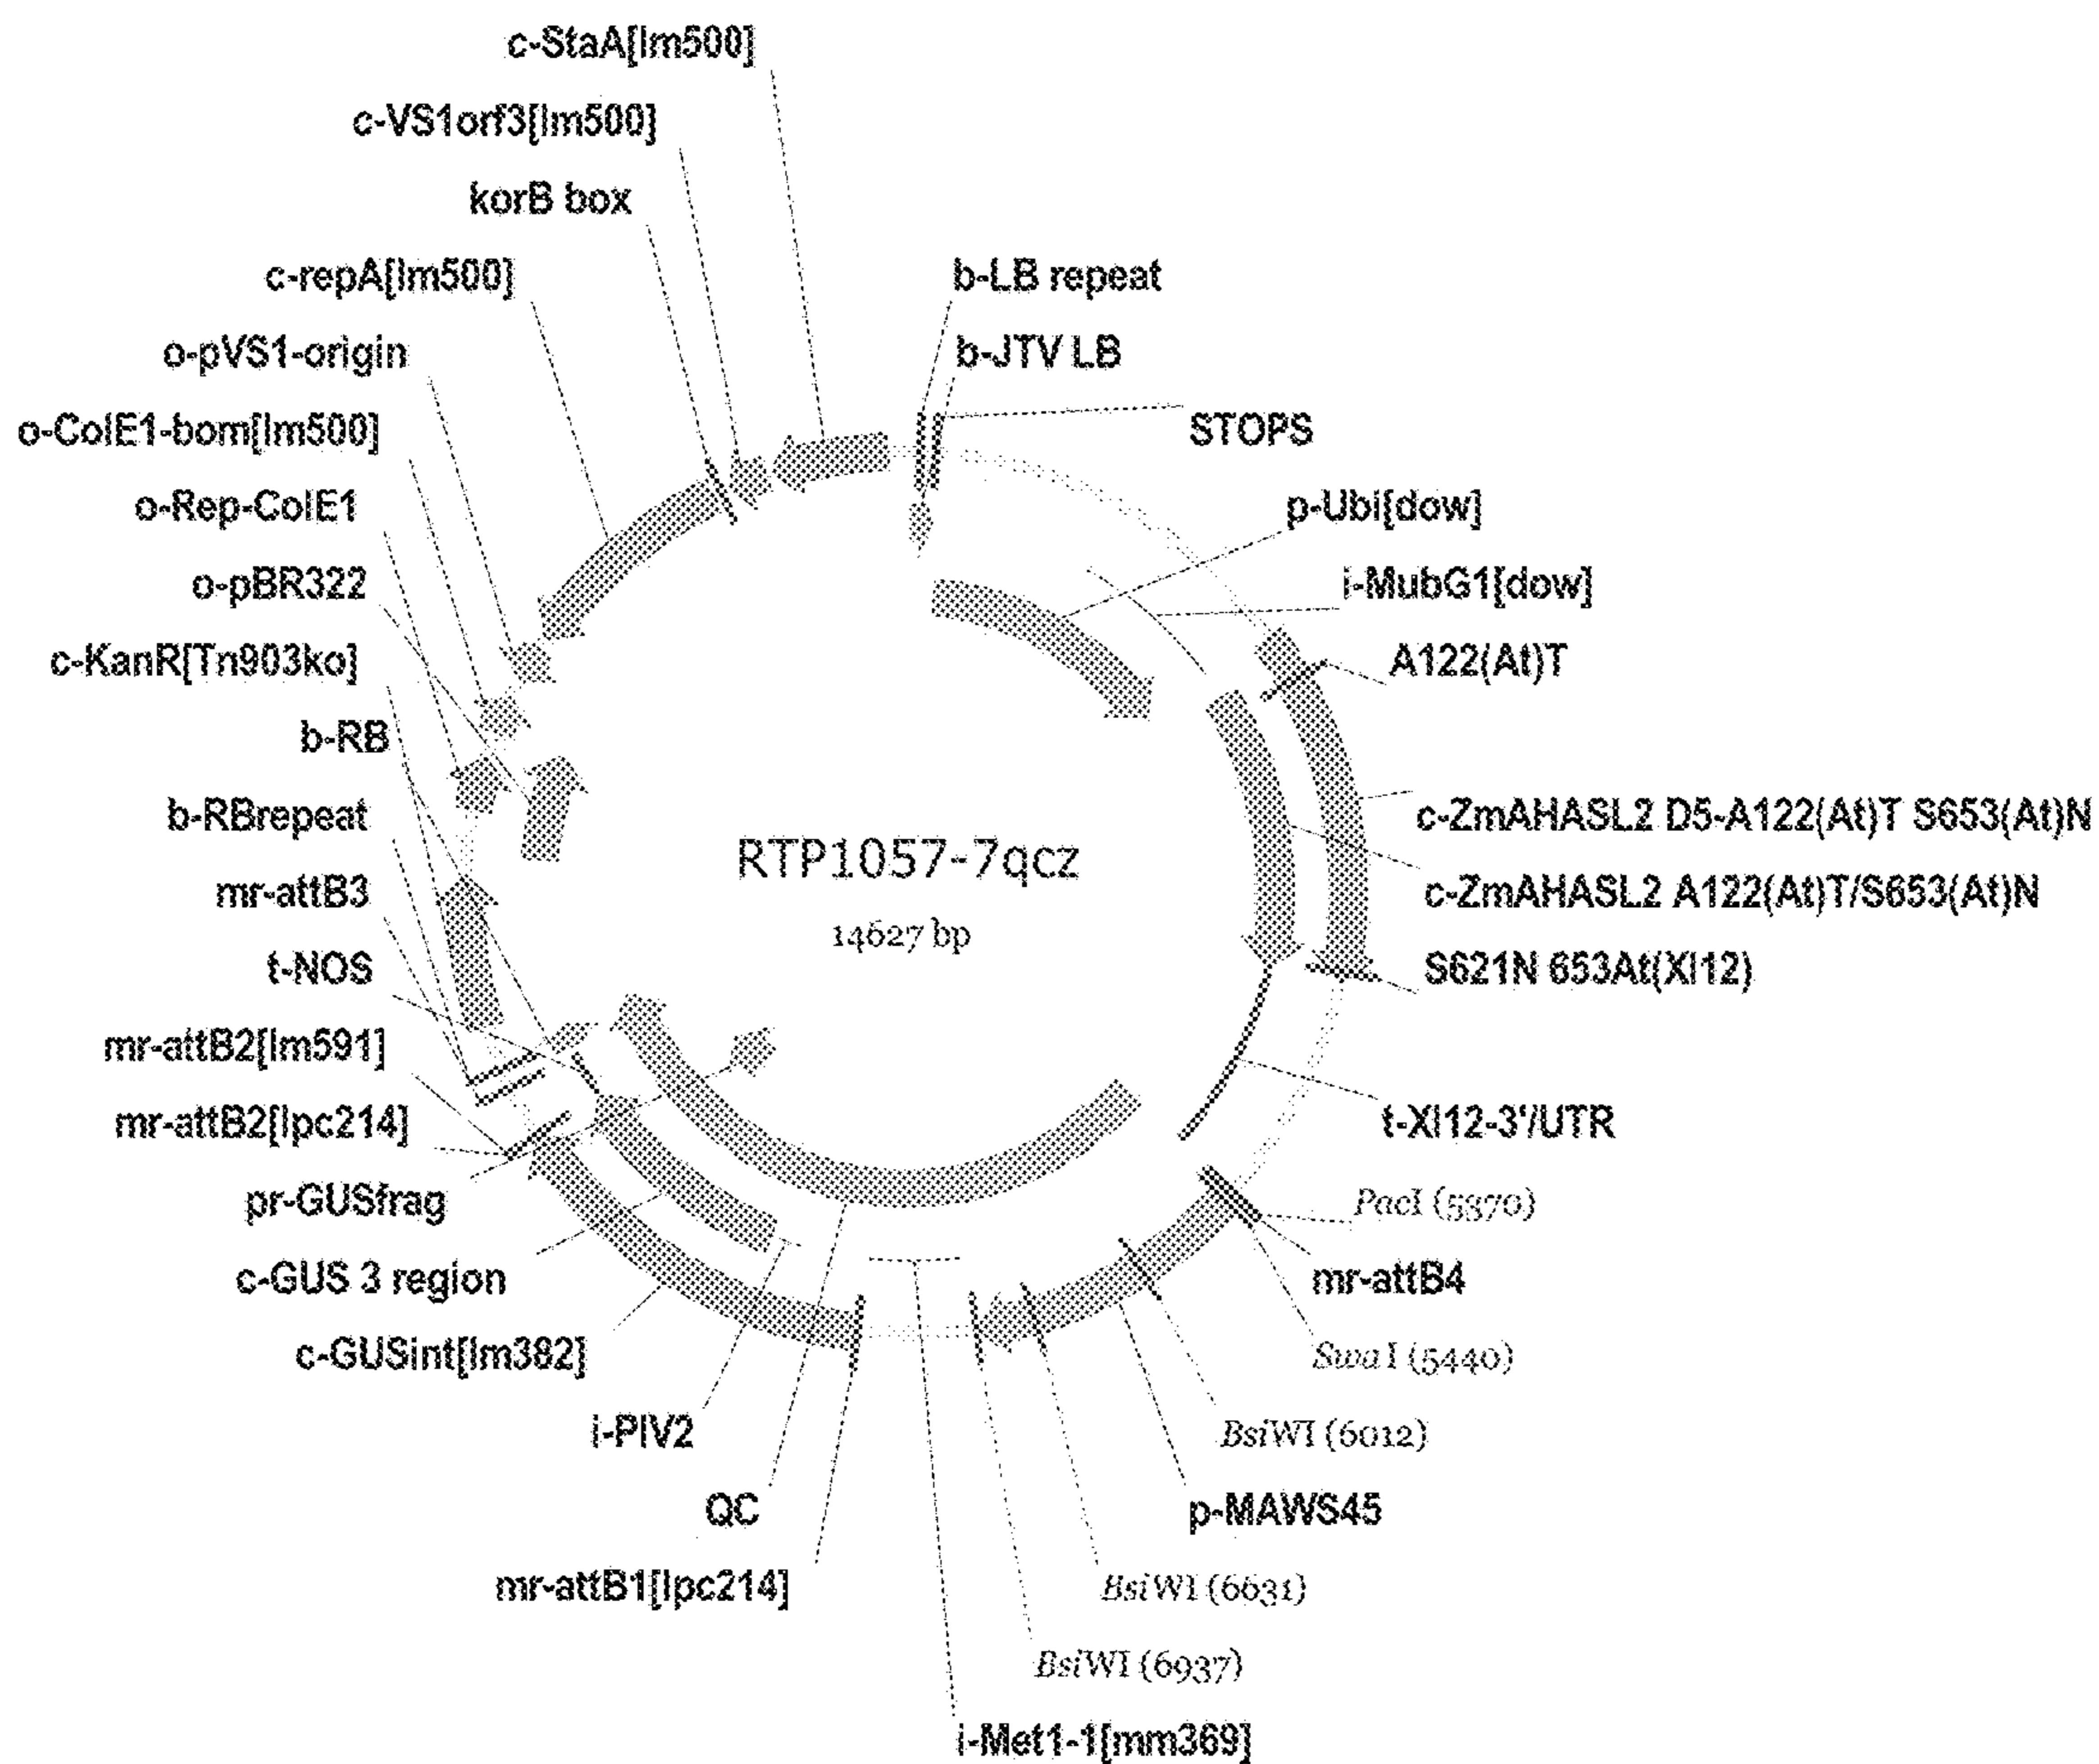 c-StaA[lm500]
c-VS1orf3[lm500]
korB box
c-repA[lm500]
o-pVS1-origin
o-ColE1-bom[lm500]
o-Rep-ColE1
o-pBR322
c-KanR[Tn903ko]
b-RB
b-RBrepeat
mr-attB3
t-NOS
mr-attB2[lm591]
mr-attB2[lpc214]
pr-GUSfrag
c-GUS 3 region
c-GUSint[lm382]
i-PIV2
QC
mr-attB1[lpc214]
b-LB repeat
b-JTV LB
STOPS
p-Ubi[dow]
i-MubG1[dow]
A122(At)T
c-ZmAHASL2 D5-A122(At)T S653(At)N
c-ZmAHASL2 A122(At)T/S653(At)N
S621N 653At(XI12)
t-XI12-3'/UTR
PacI (5370)
mr-attB4
SwaI (5440)
BsiWI (6012)
p-MAWS45
BsiWI (6631)
BsiWI (6937)
i-Met1-1[mm369]
RTP1057-7qcz
14627 bp